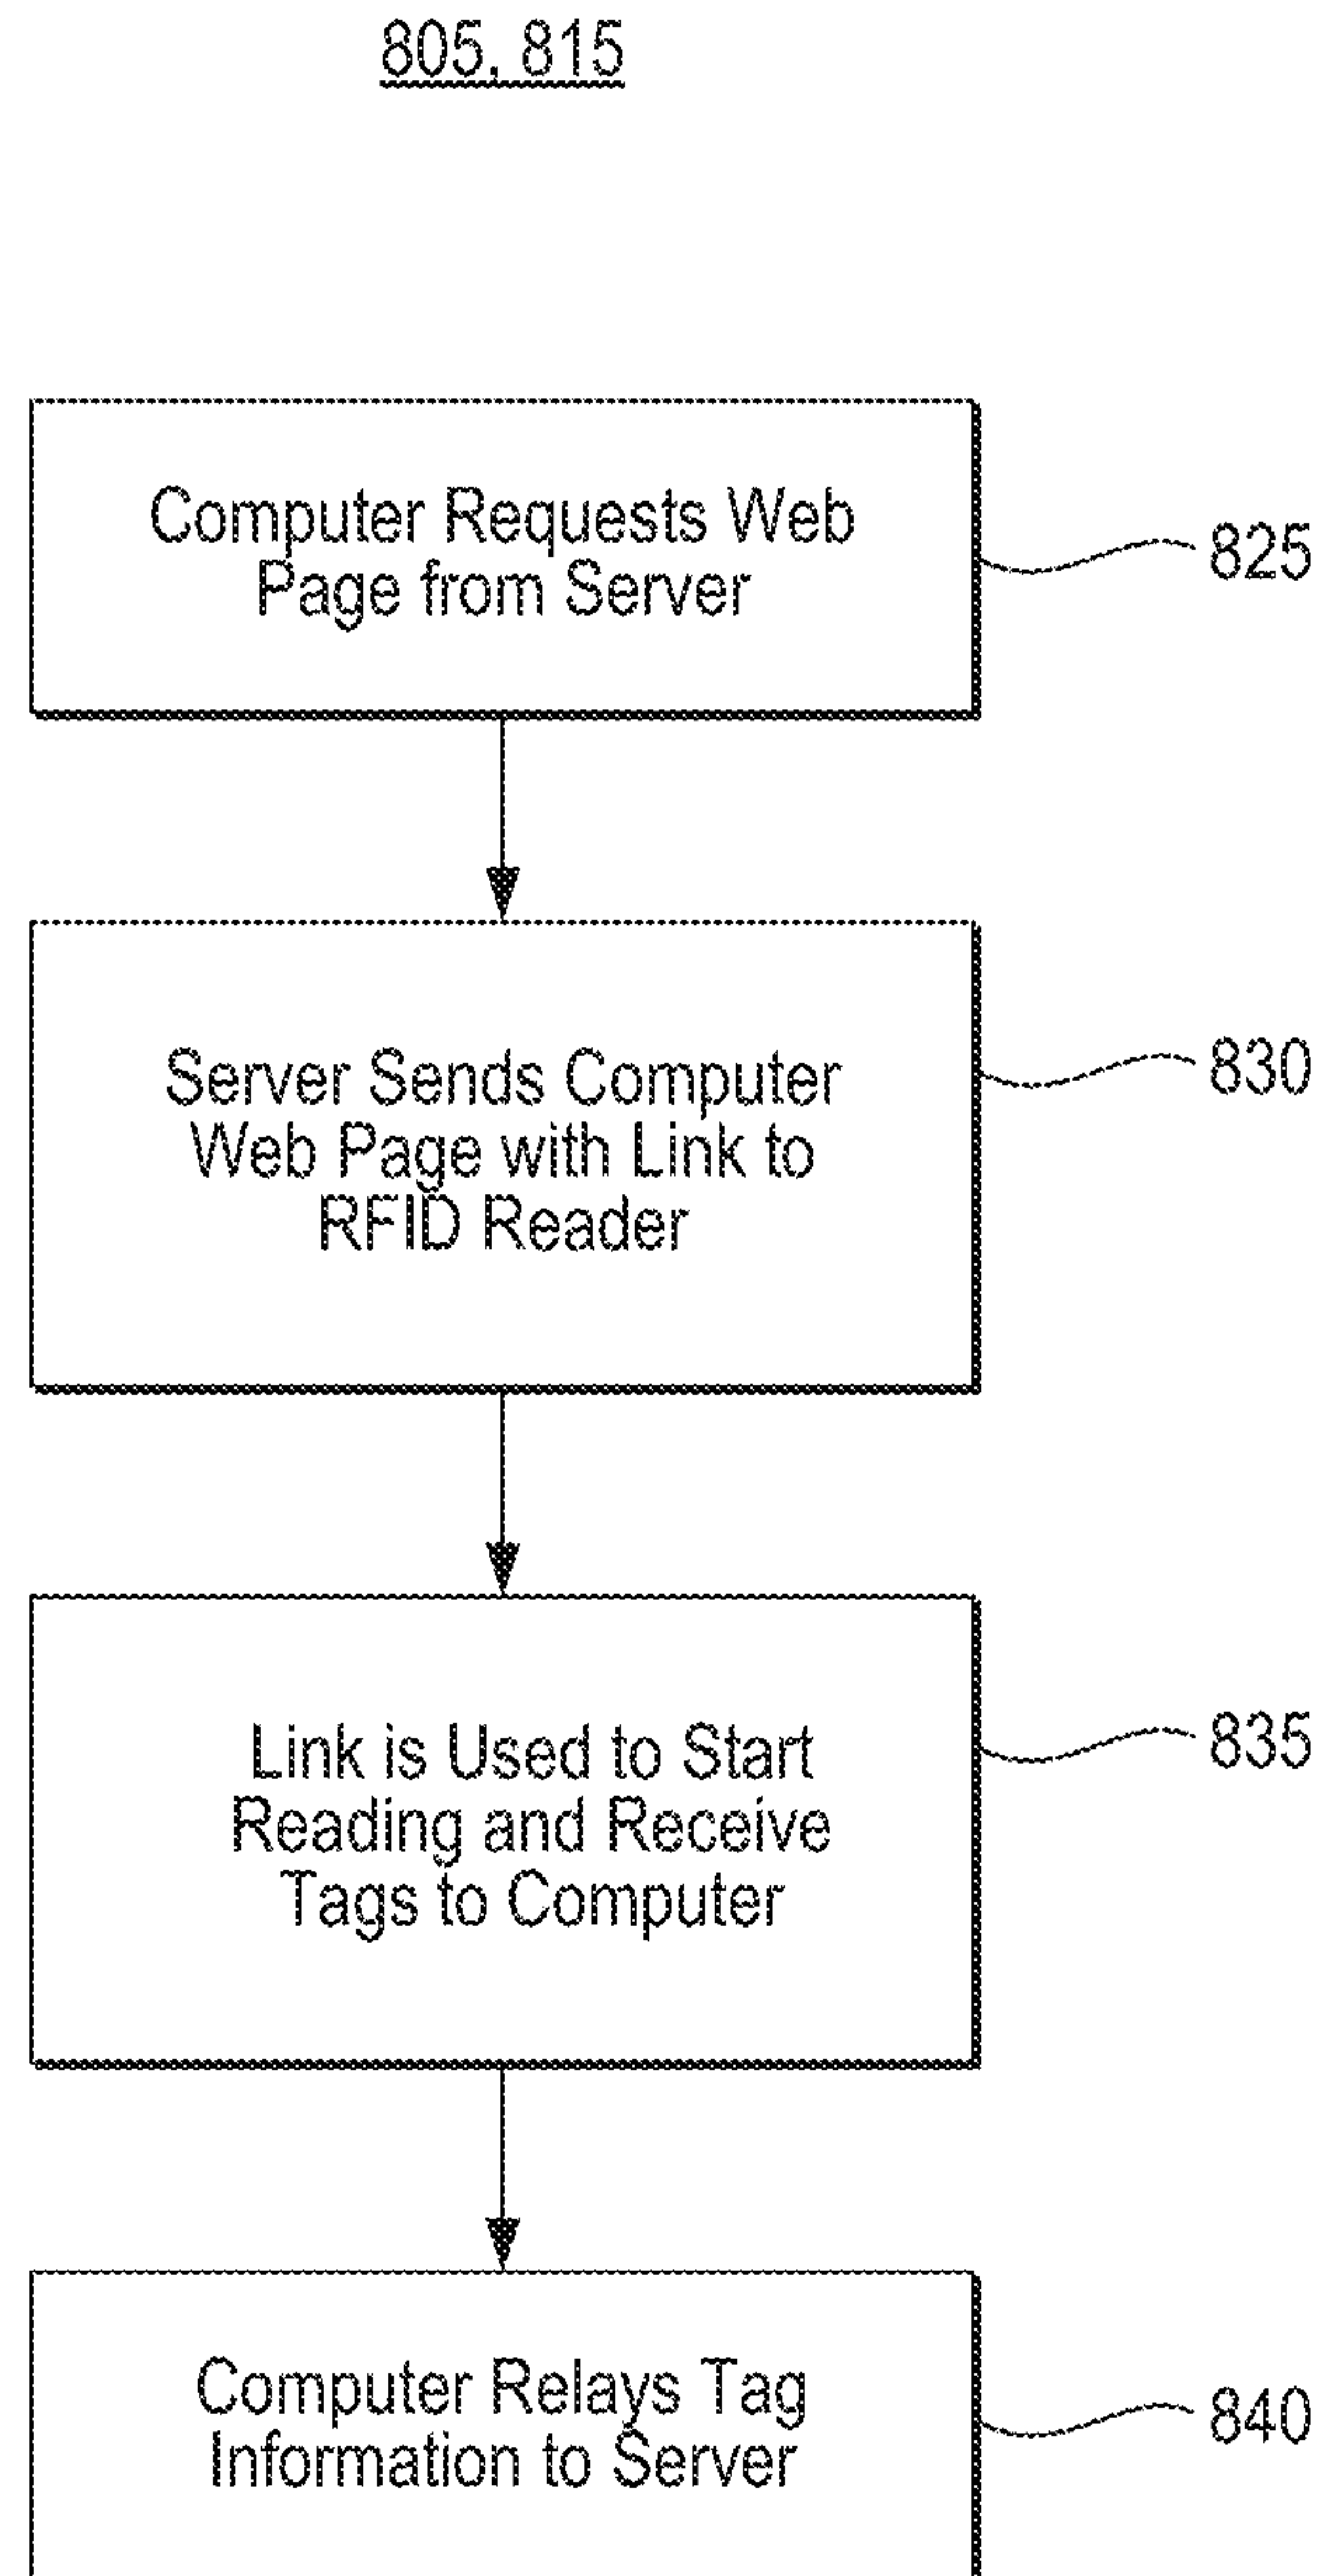 805, 815
Computer Requests Web
Page from Server
825
Server Sends Computer
Web Page with Link to
RFID Reader
830
Link is Used to Start
Reading and Receive
Tags to Computer
835
Computer Relays Tag
Information to Server
840